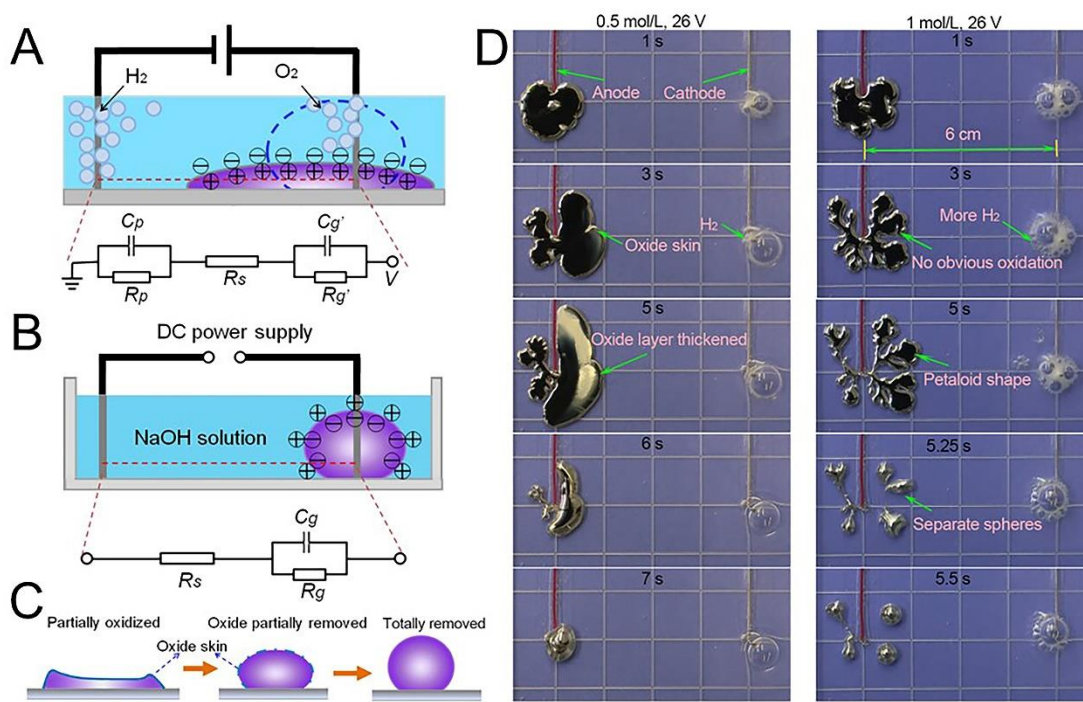 A
H₂
O₂
Cp
Rp
Rs
Cg'
Rg'
V
B
DC power supply
NaOH solution
Rs
Cg
Rg
C
Partially oxidized
Oxide partially removed
Totally removed
Oxide skin
D
0.5 mol/L, 26 V
1 s
Anode
Cathode
3 s
H₂
Oxide skin
5 s
Oxide layer thickened
6 s
7 s
1 mol/L, 26 V
1 s
6 cm
3 s
More H₂
No obvious oxidation
5 s
Petaloid shape
5.25 s
Separate spheres
5.5 s